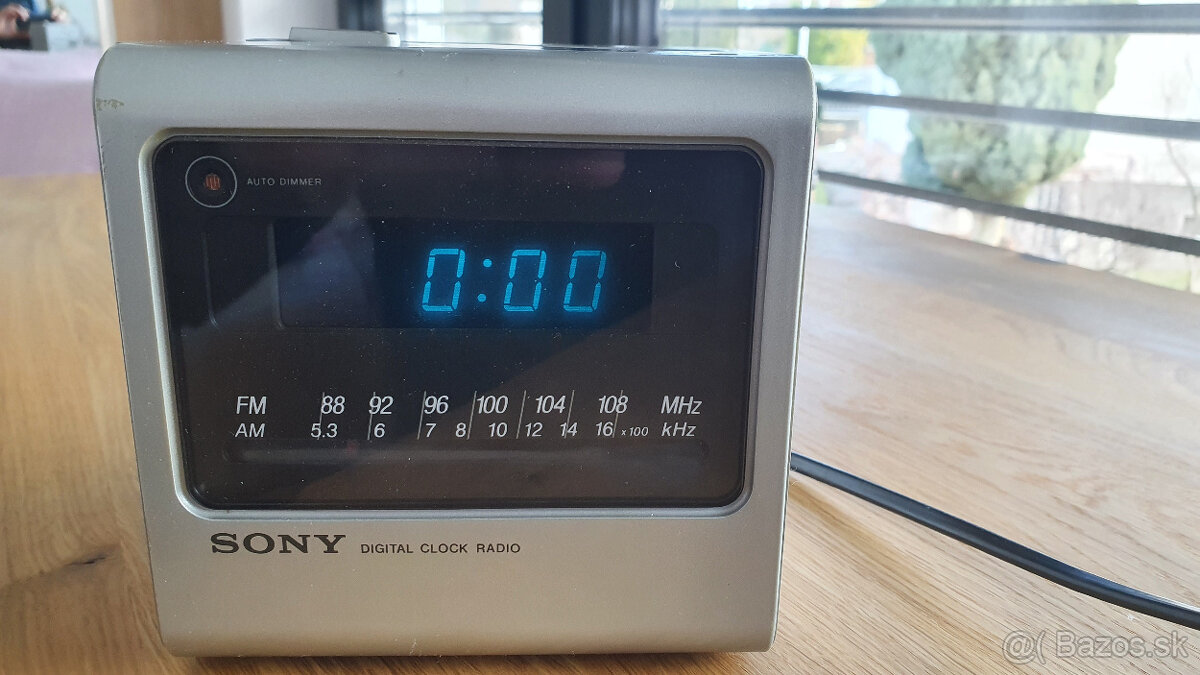 AUTO DIMMER
0:00
FM 88 92 96 100 104 108 MHz
AM 5.3 6 7 8 10 12 14 16 x100 kHz
SONY DIGITAL CLOCK RADIO
@( Bazos.sk